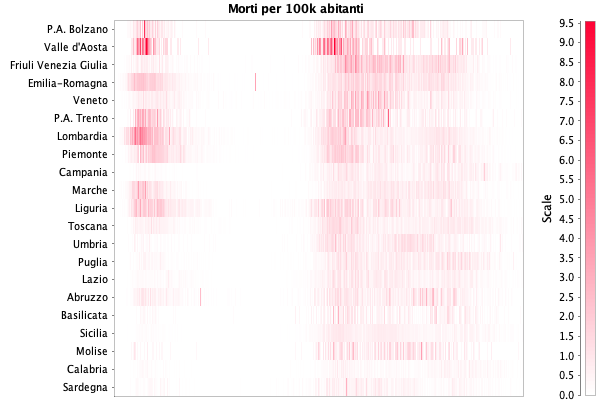 Morti per 100k abitanti
P.A. Bolzano
Valle d'Aosta
Friuli Venezia Giulia
Emilia-Romagna
Veneto
P.A. Trento
Lombardia
Piemonte
Campania
Marche
Liguria
Toscana
Umbria
Puglia
Lazio
Abruzzo
Basilicata
Sicilia
Molise
Calabria
Sardegna
Scale
9.5
9.0
8.5
8.0
7.5
7.0
6.5
6.0
5.5
5.0
4.5
4.0
3.5
3.0
2.5
2.0
1.5
1.0
0.5
0.0